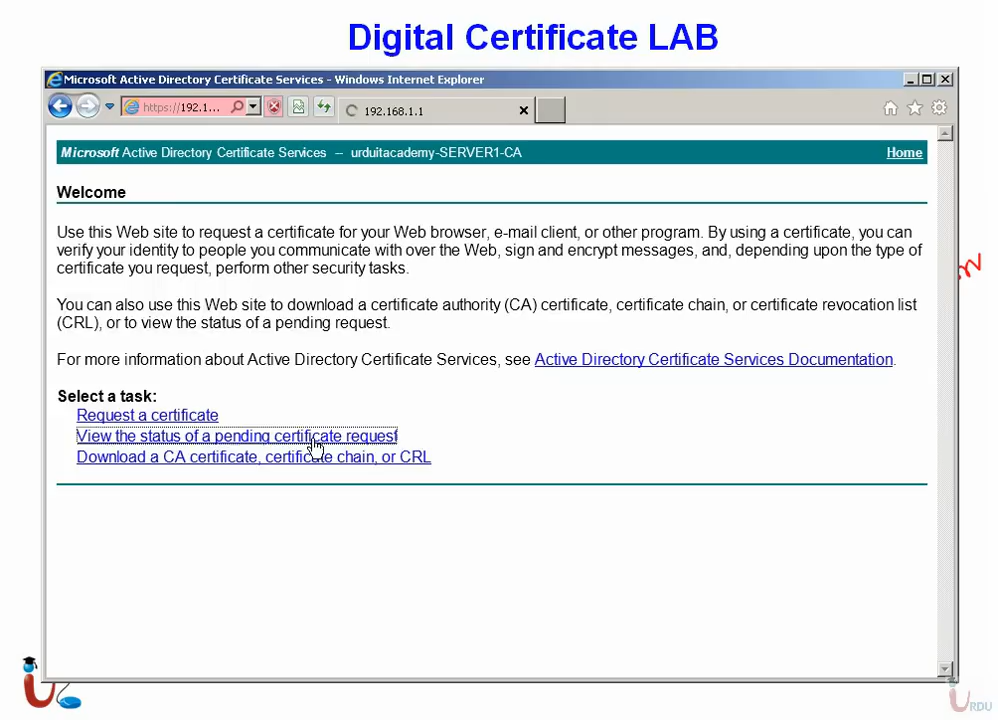 Digital Certificate LAB
Microsoft Active Directory Certificate Services - Windows Internet Explorer
https://192.1...
192.168.1.1
Microsoft Active Directory Certificate Services -- urduitacademy-SERVER1-CA
Home
Welcome
Use this Web site to request a certificate for your Web browser, e-mail client, or other program. By using a certificate, you can
verify your identity to people you communicate with over the Web, sign and encrypt messages, and, depending upon the type of
certificate you request, perform other security tasks.
You can also use this Web site to download a certificate authority (CA) certificate, certificate chain, or certificate revocation list
(CRL), or to view the status of a pending request.
For more information about Active Directory Certificate Services, see Active Directory Certificate Services Documentation.
Select a task:
Request a certificate
View the status of a pending certificate request
Download a CA certificate, certificate chain, or CRL
URDU